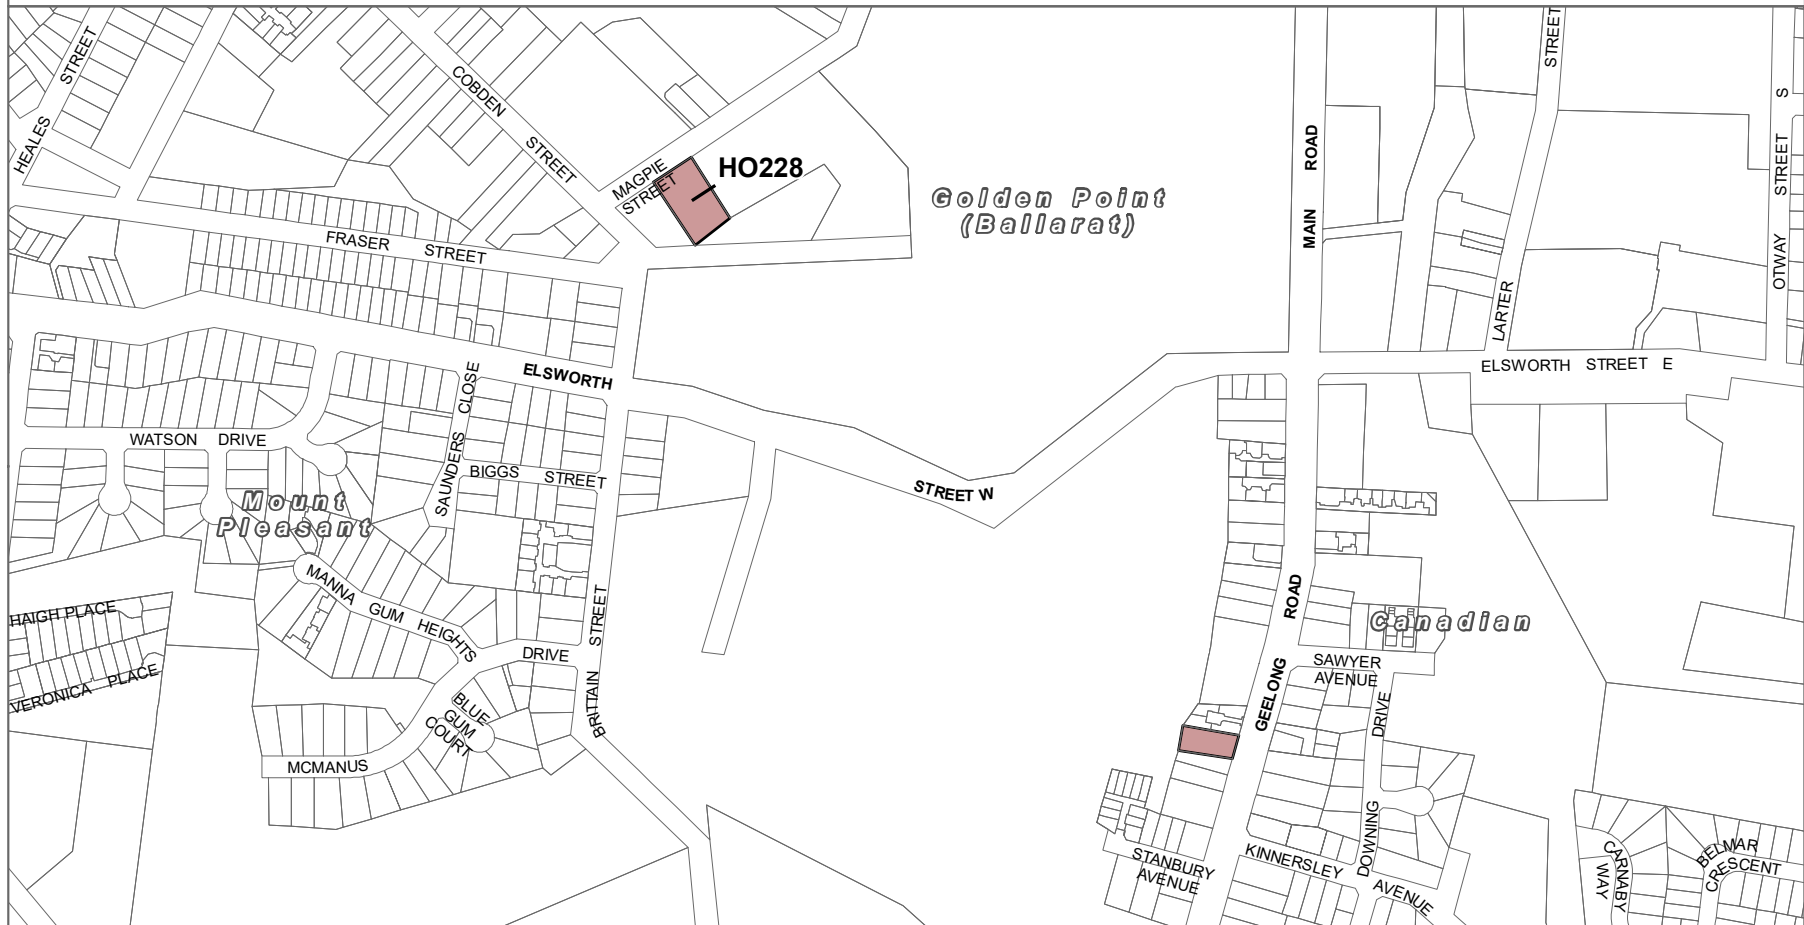 HEALES STREET
COBDEN STREET
MAGPIE
STREET
HO228
Golden Point
(Ballarat)
MAIN ROAD
STREET
LARTER
OTWAY STREET S
FRASER STREET
ELSWORTH
STREET W
ELSWORTH STREET E
SAUNDERS CLOSE
WATSON DRIVE
BIGGS STREET
Mount
Pleasant
MANNA GUM HEIGHTS
HAIGH PLACE
VERONICA PLACE
DRIVE
BRITTAIN STREET
BLUE
GUM
COURT
MCMANUS
GEELONG ROAD
Canadian
SAWYER
AVENUE
DOWNING DRIVE
STANBURY
AVENUE
KINNERSLEY AVENUE
CARNABY
WAY
BELMAR
CRESCENT